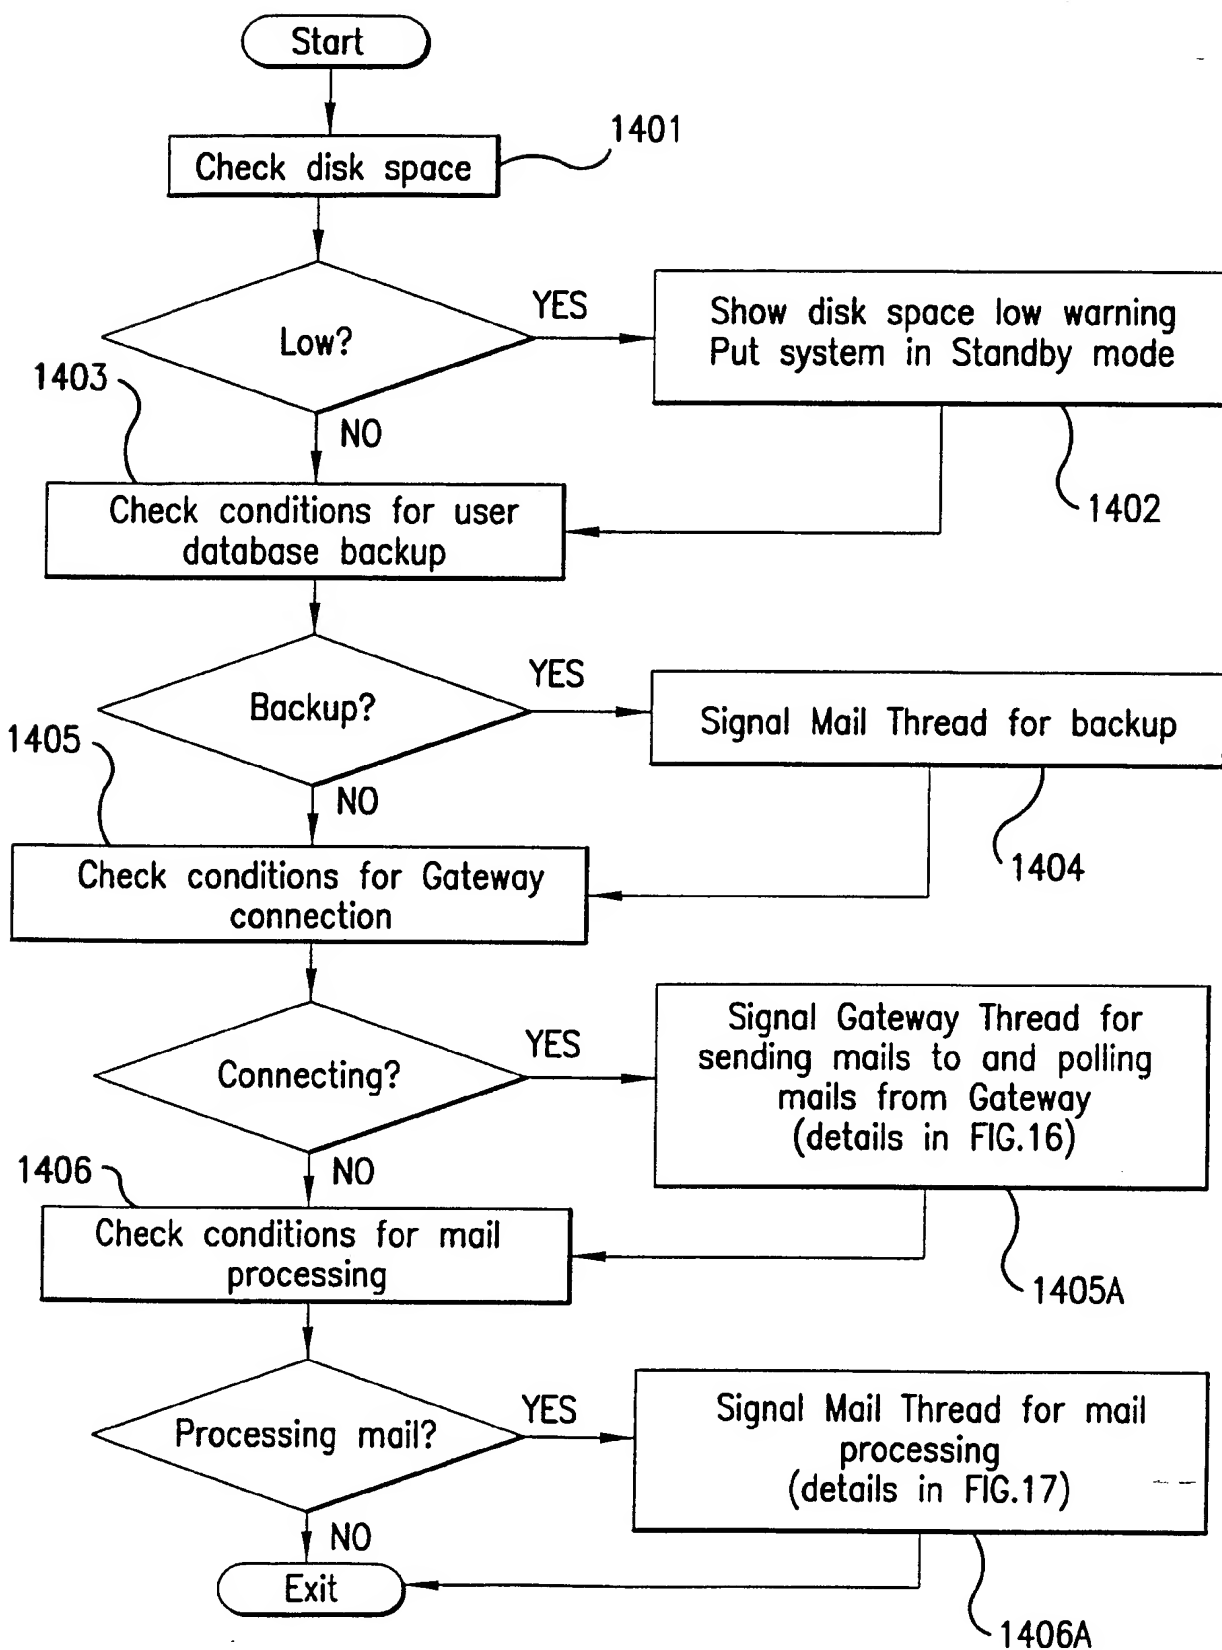 Start
1401
Check disk space
YES
Low?
Show disk space low warning
Put system in Standby mode
1403
NO
1402
Check conditions for user
database backup
YES
Backup?
Signal Mail Thread for backup
1405
NO
1404
Check conditions for Gateway
connection
YES
Connecting?
Signal Gateway Thread for
sending mails to and polling
mails from Gateway
(details in FIG.16)
1406
NO
1405A
Check conditions for mail
processing
YES
Processing mail?
Signal Mail Thread for mail
processing
(details in FIG.17)
NO
Exit
1406A